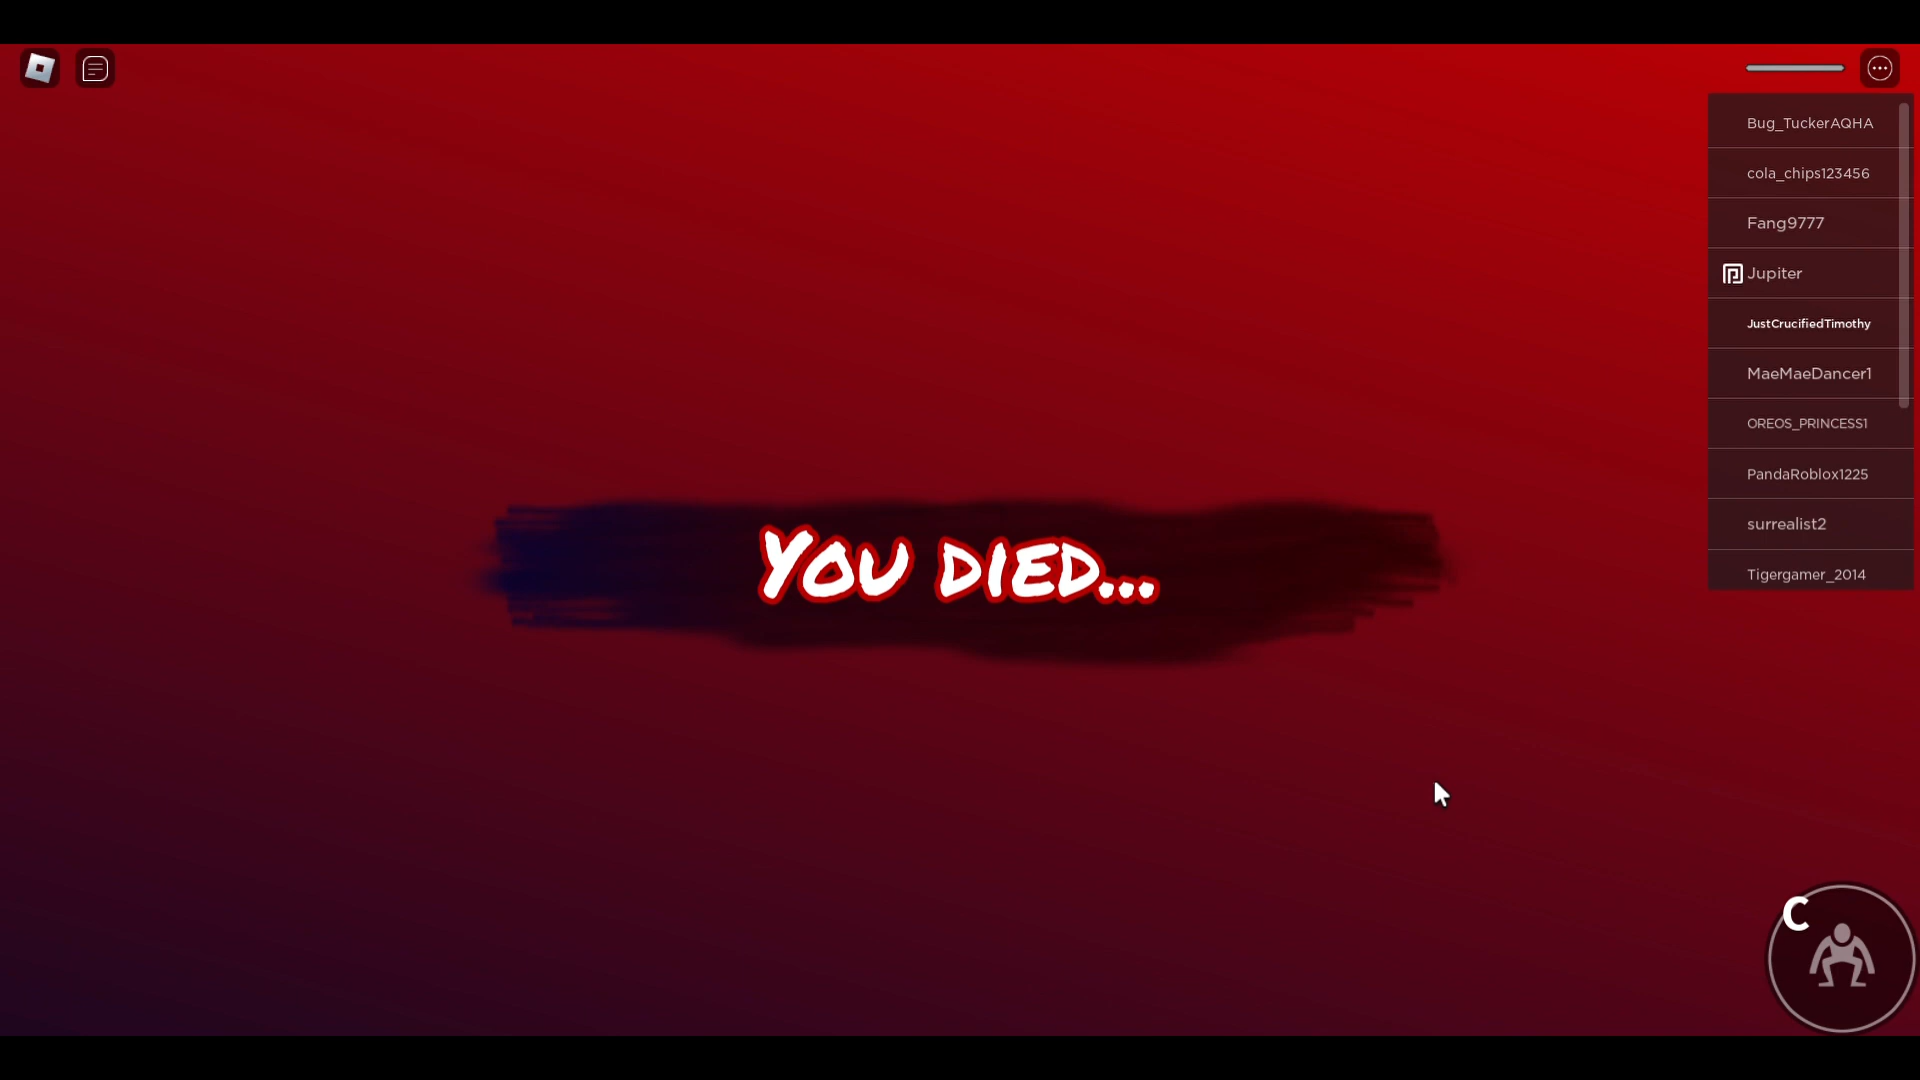 Bug_TuckerAQHA
cola_chips123456
Fang9777
Jupiter
JustCrucifiedTimothy
MaeMaeDancer1
OREOS_PRINCESS1
PandaRoblox1225
surrealist2
Tigergamer_2014
You died...
C